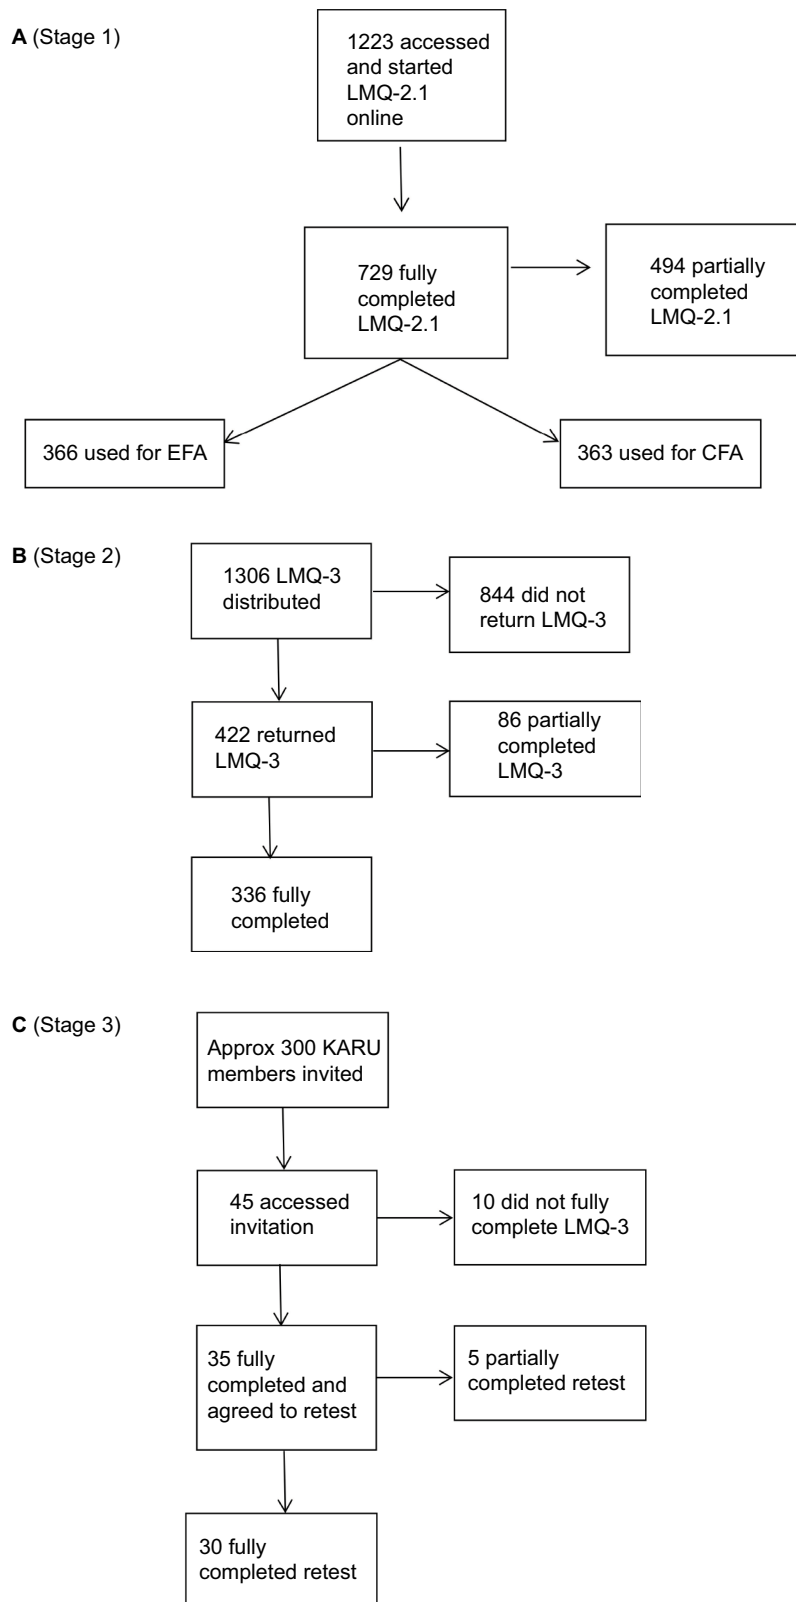 A (Stage 1)
1223 accessed
and started
LMQ-2.1
online
729 fully
completed
LMQ-2.1
494 partially
completed
LMQ-2.1
366 used for EFA
363 used for CFA
B (Stage 2)
1306 LMQ-3
distributed
844 did not
return LMQ-3
422 returned
LMQ-3
86 partially
completed
LMQ-3
336 fully
completed
C (Stage 3)
Approx 300 KARU
members invited
45 accessed
invitation
10 did not fully
complete LMQ-3
35 fully
completed and
agreed to retest
5 partially
completed retest
30 fully
completed retest